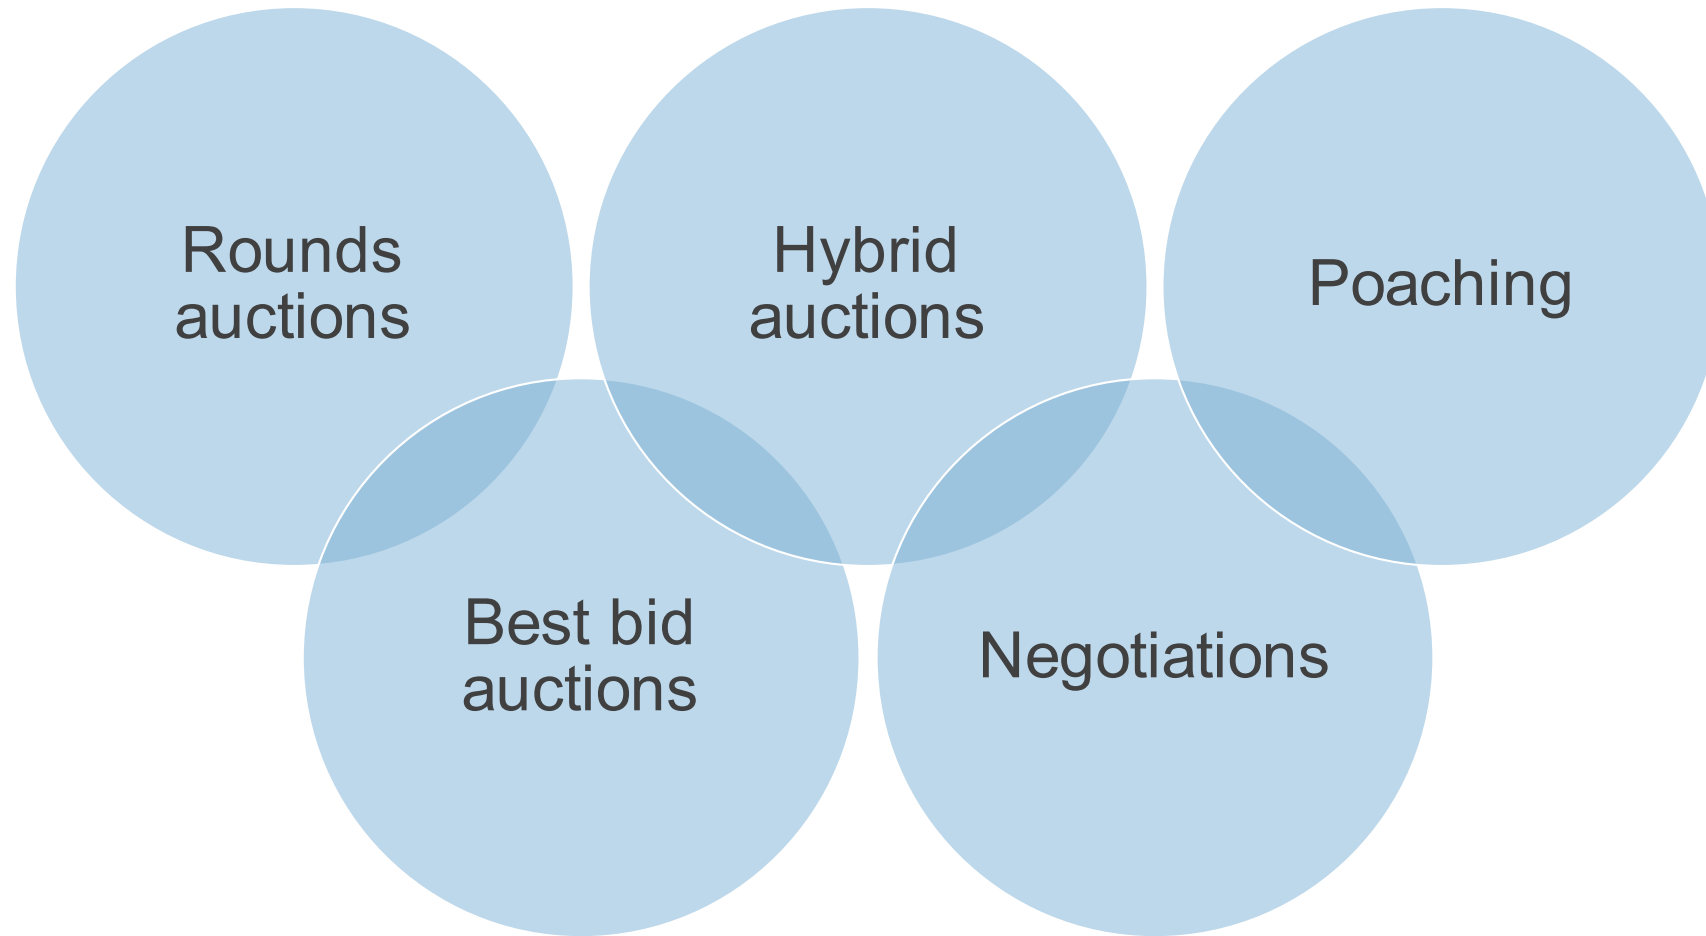 Rounds
auctions
Hybrid
auctions
Poaching
Best bid
auctions
Negotiations